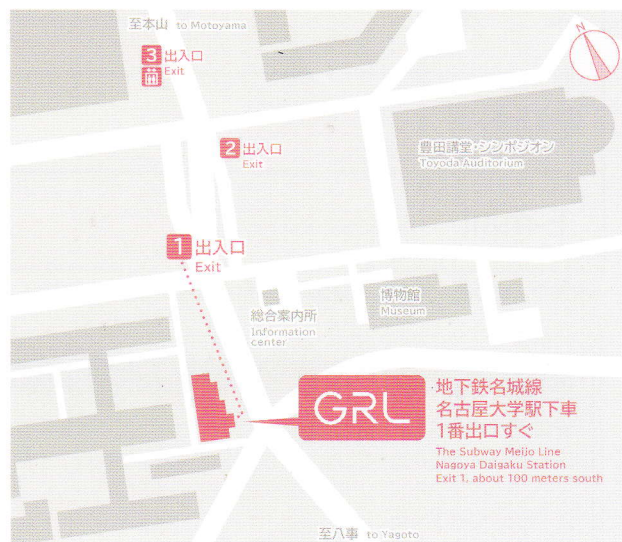 至本山 to Motoyama
3 出入口
Exit
N
2 出入口
Exit
豊田講堂・シンポジオン
Toyoda Auditorium
1 出入口
Exit
総合案内所
Information
center
博物館
Museum
GRL
地下鉄名城線
名古屋大学駅下車
1番出口すぐ
The Subway Meijo Line
Nagoya Daigaku Station
Exit 1, about 100 meters south
至八事 to Yagoto